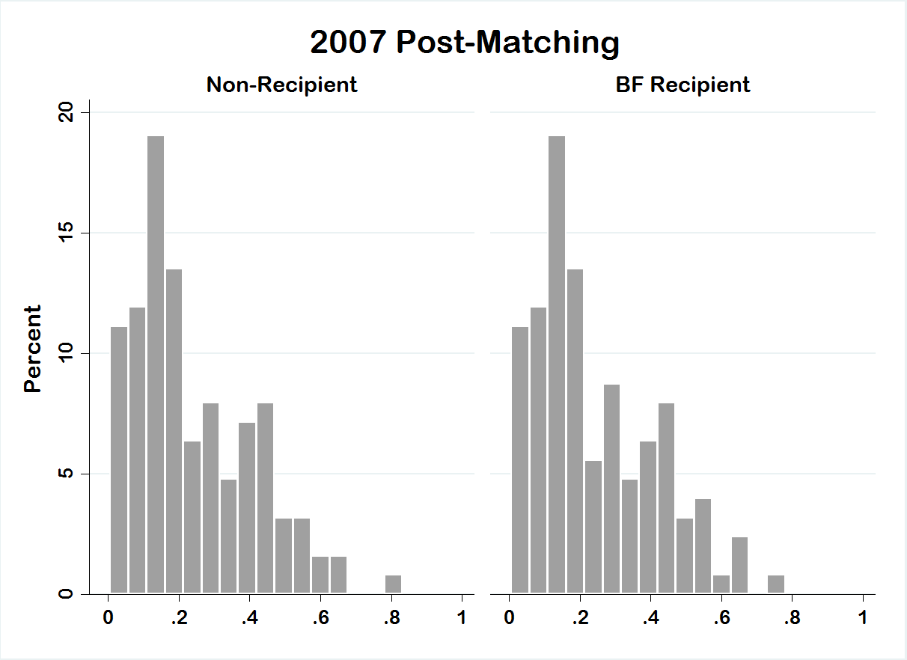 2007 Post-Matching
Non-Recipient
BF Recipient
Percent
20
15
10
5
0
0 .2 .4 .6 .8 1
0 .2 .4 .6 .8 1